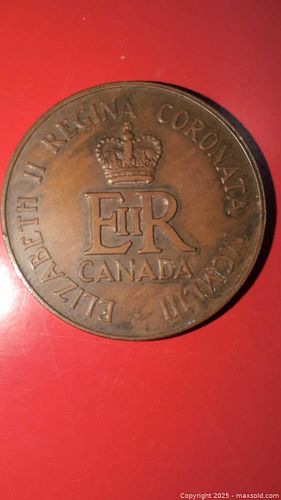 ELIZABETH II REGINA CORONATA MCMLIII
EIIR
CANADA
Copyright © 2025 - maxsold.com